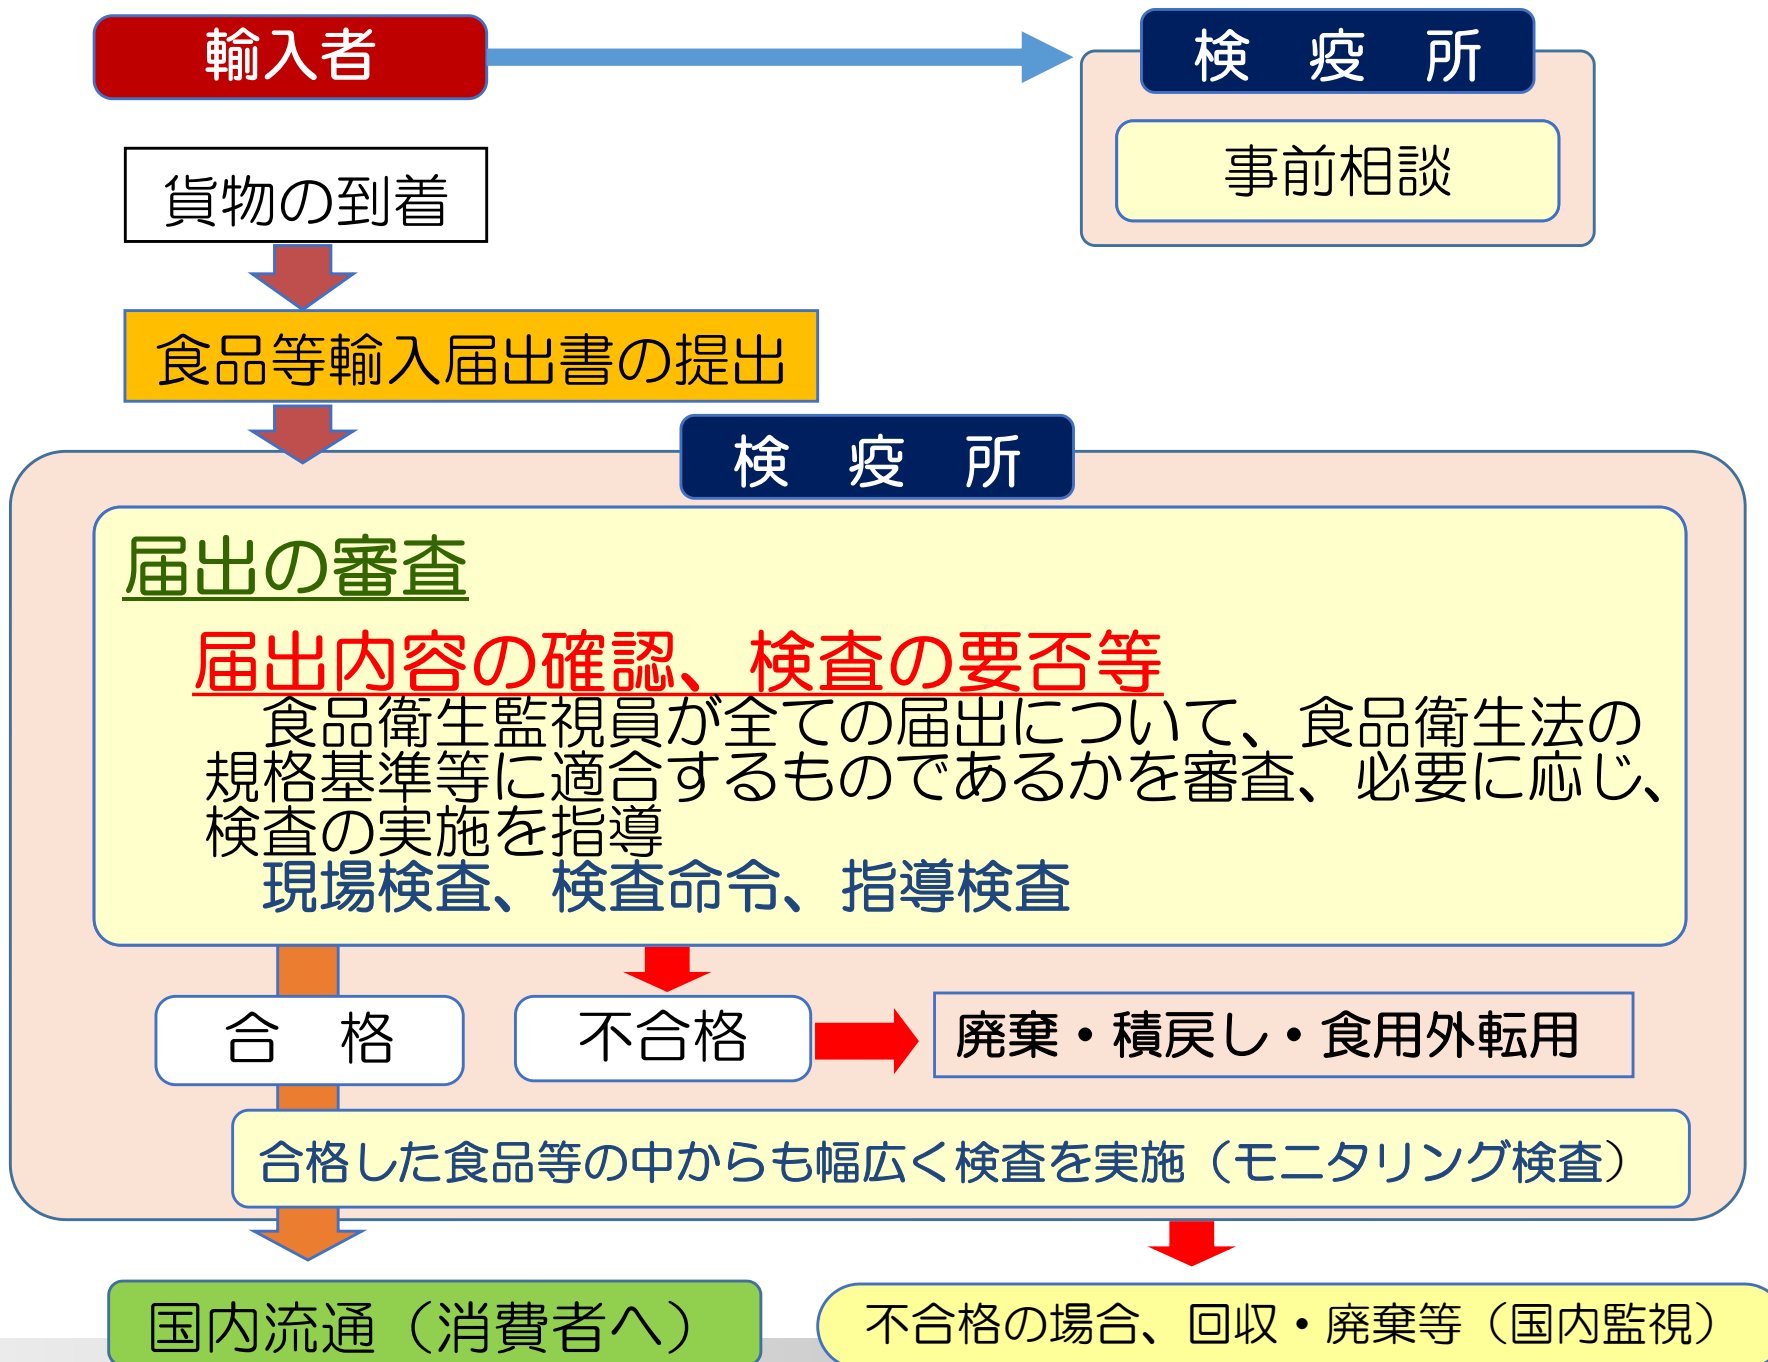 輸入者
検　疫　所
事前相談
貨物の到着
食品等輸入届出書の提出
検　疫　所
届出の審査
届出内容の確認、検査の要否等
食品衛生監視員が全ての届出について、食品衛生法の
規格基準等に適合するものであるかを審査、必要に応じ、
検査の実施を指導
現場検査、検査命令、指導検査
合　格
不合格
廃棄・積戻し・食用外転用
合格した食品等の中からも幅広く検査を実施（モニタリング検査）
国内流通（消費者へ）
不合格の場合、回収・廃棄等（国内監視）